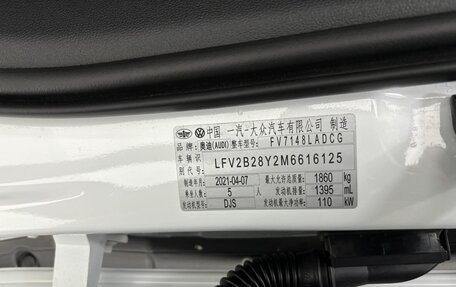 中国 一汽-大众汽车有限公司 制造
品牌: 奥迪(AUDI) 整车型号: FV7148LADCG
车辆识别代号: LFV2B28Y2M6616125
制造年月: 2021-04-07 最大允许总质量: 1860 kg
乘坐人数: 5 人 发动机排量: 1395 mL
发动机型号: DJS 发动机最大净功率: 110 kW